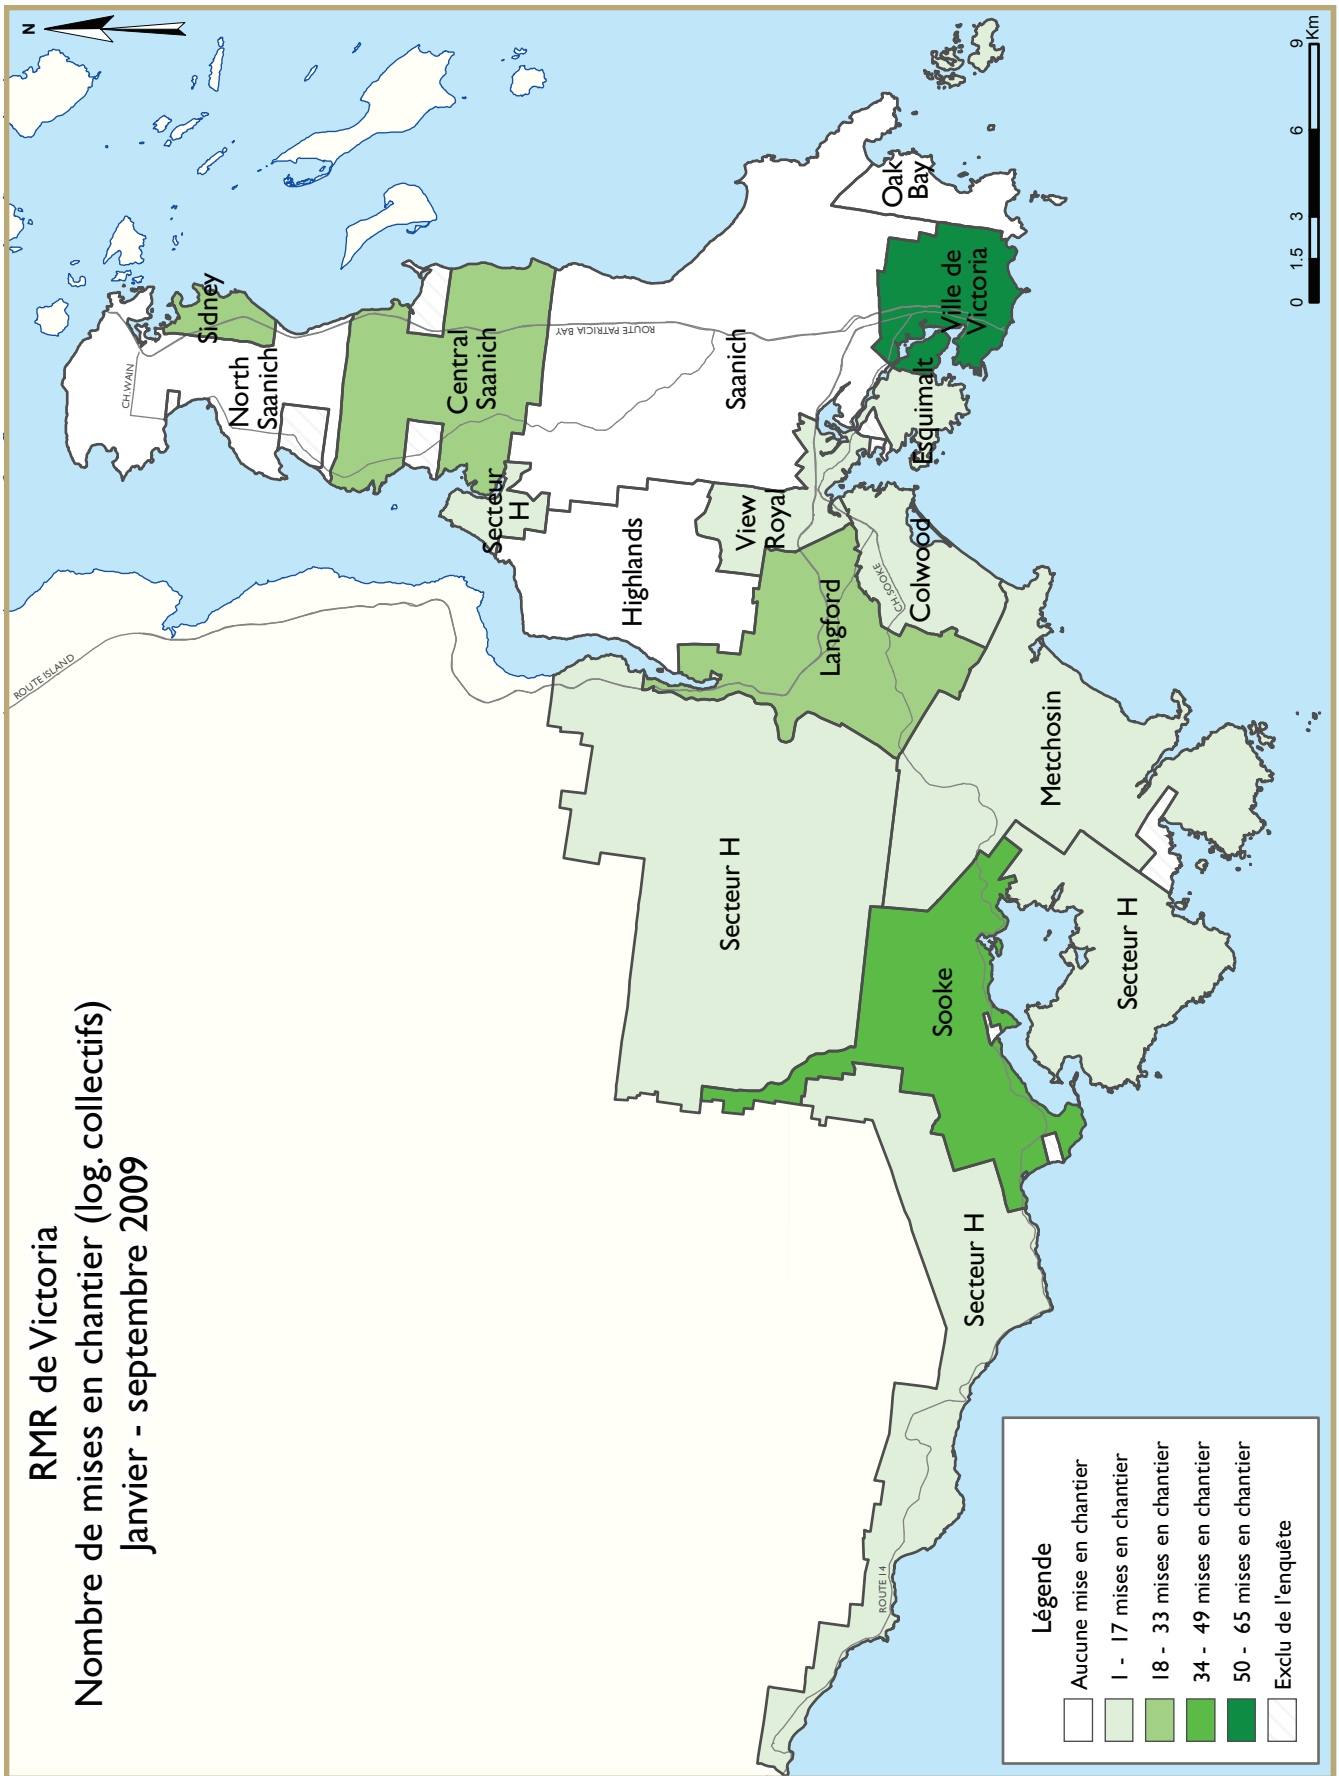 RMR de Victoria
Nombre de mises en chantier (log. collectifs)
Janvier - septembre 2009
N
ROUTE ISLAND
CH.WAIN
Sidney
North
Saanich
Central
Saanich
ROUTE PATRICIA BAY
Saanich
Secteur
H
Highlands
View
Royal
Oak
Bay
Ville de
Victoria
Esquimalt
Langford
CH.SOOKE
Colwood
Metchosin
Secteur H
Sooke
Secteur H
Secteur H
ROUTE 14
Légende
Aucune mise en chantier
1 - 17 mises en chantier
18 - 33 mises en chantier
34 - 49 mises en chantier
50 - 65 mises en chantier
Exclu de l'enquête
0 1.5 3 6 9 Km